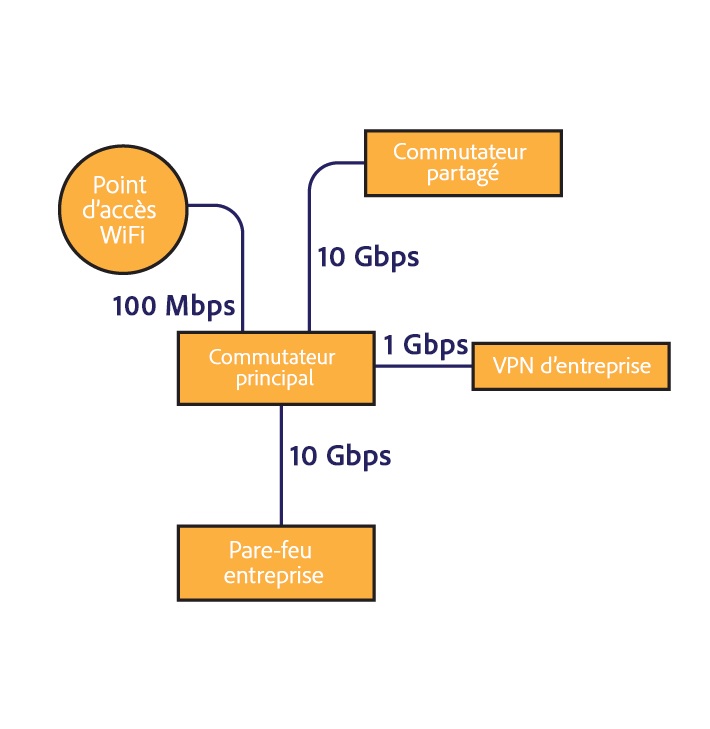 Commutateur
partagé
Point
d'accès
WiFi
10 Gbps
100 Mbps
1 Gbps
Commutateur
principal
VPN d'entreprise
10 Gbps
Pare-feu
entreprise